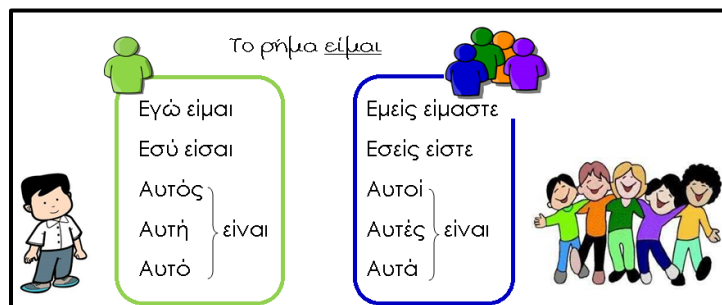 Το ρήμα είμαι
Εγώ είμαι
Εσύ είσαι
Αυτός
Αυτή είναι
Αυτό
Εμείς είμαστε
Εσείς είστε
Αυτοί
Αυτές είναι
Αυτά